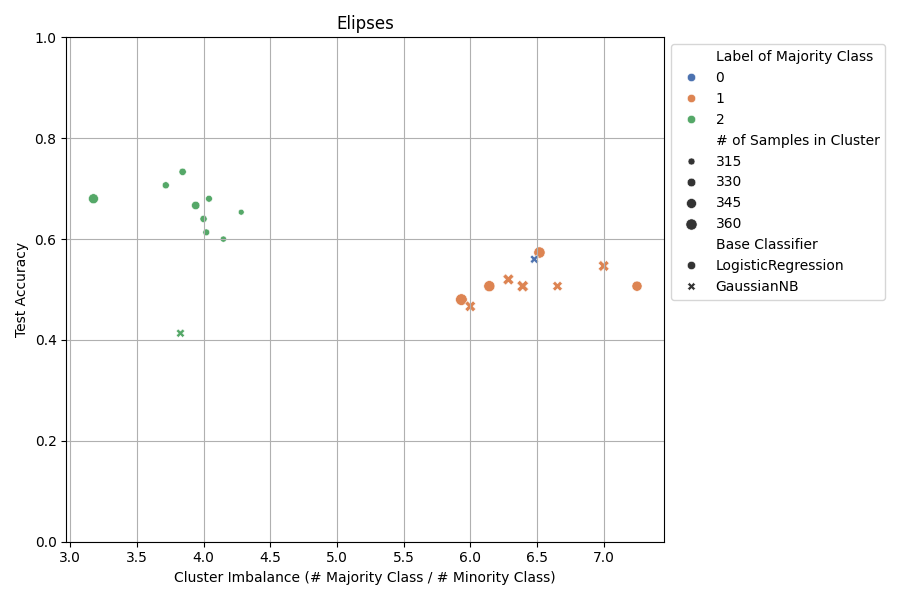 Elipses
1.0
0.8
0.6
0.4
0.2
0.0
Test Accuracy
3.0 3.5 4.0 4.5 5.0 5.5 6.0 6.5 7.0
Cluster Imbalance (# Majority Class / # Minority Class)
Label of Majority Class
0
1
2
# of Samples in Cluster
315
330
345
360
Base Classifier
LogisticRegression
GaussianNB